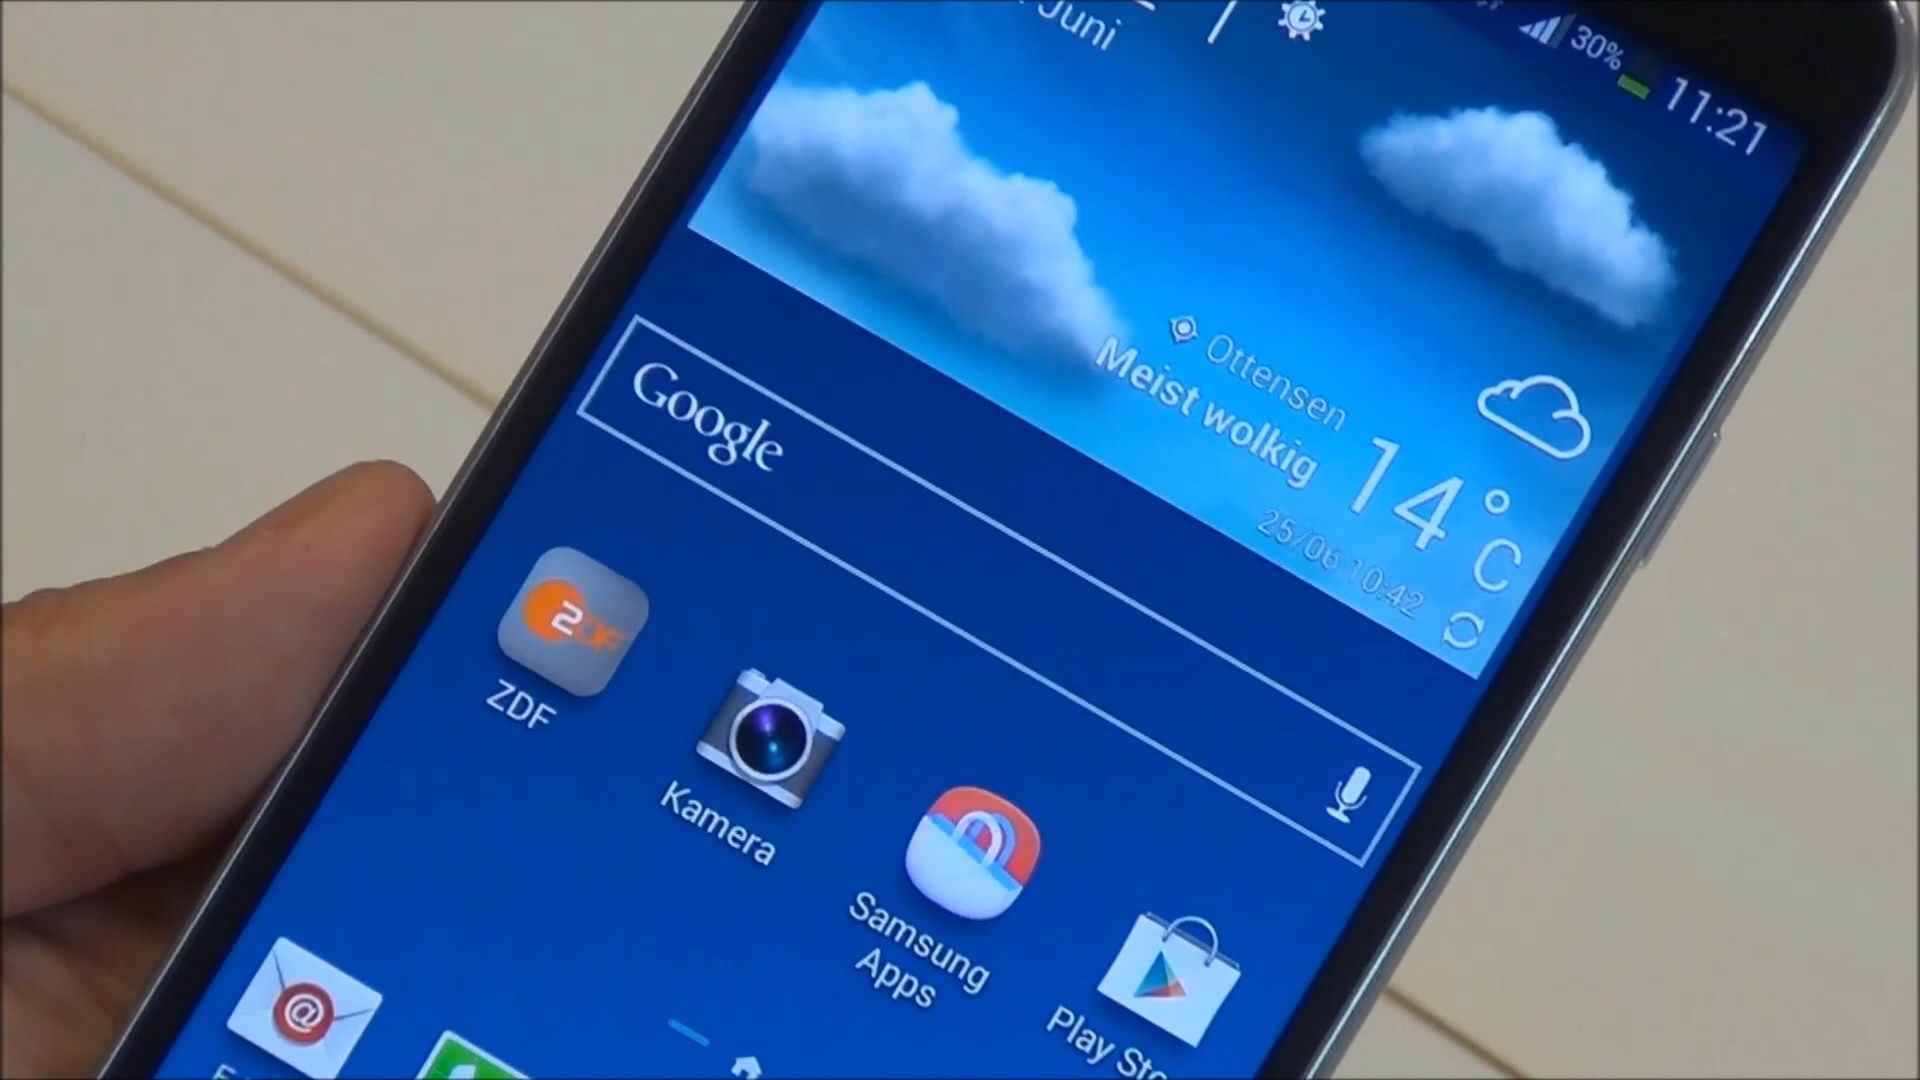 Juni
30%
11:21
Ottensen
Meist wolkig
14°
C
25/06 10:42
Google
2DF
ZDF
Kamera
Samsung
Apps
Play Sto
@